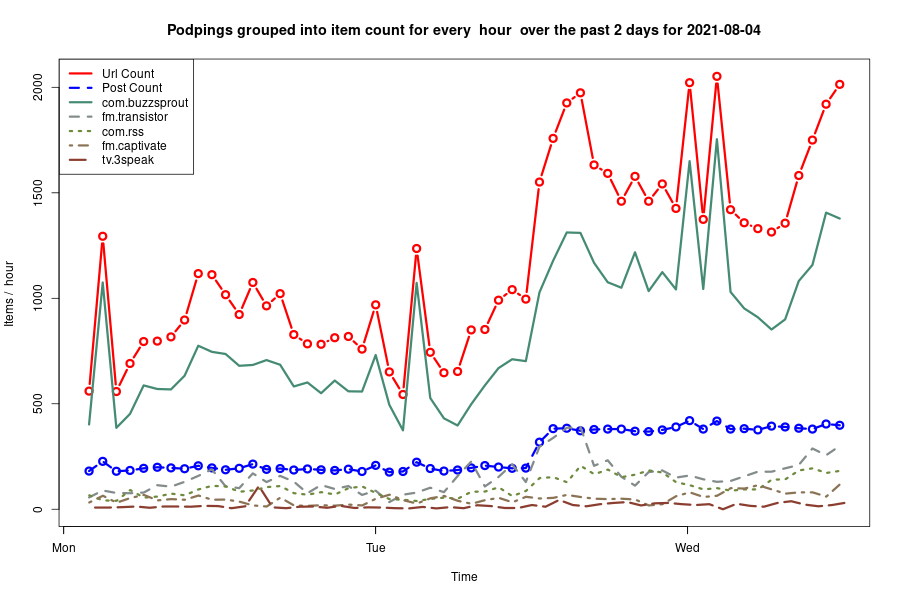 Podpings grouped into item count for every  hour  over the past 2 days for 2021-08-04
Url Count
Post Count
com.buzzsprout
fm.transistor
com.rss
fm.captivate
tv.3speak
2000
1500
1000
500
0
Items /  hour
Mon
Tue
Wed
Time